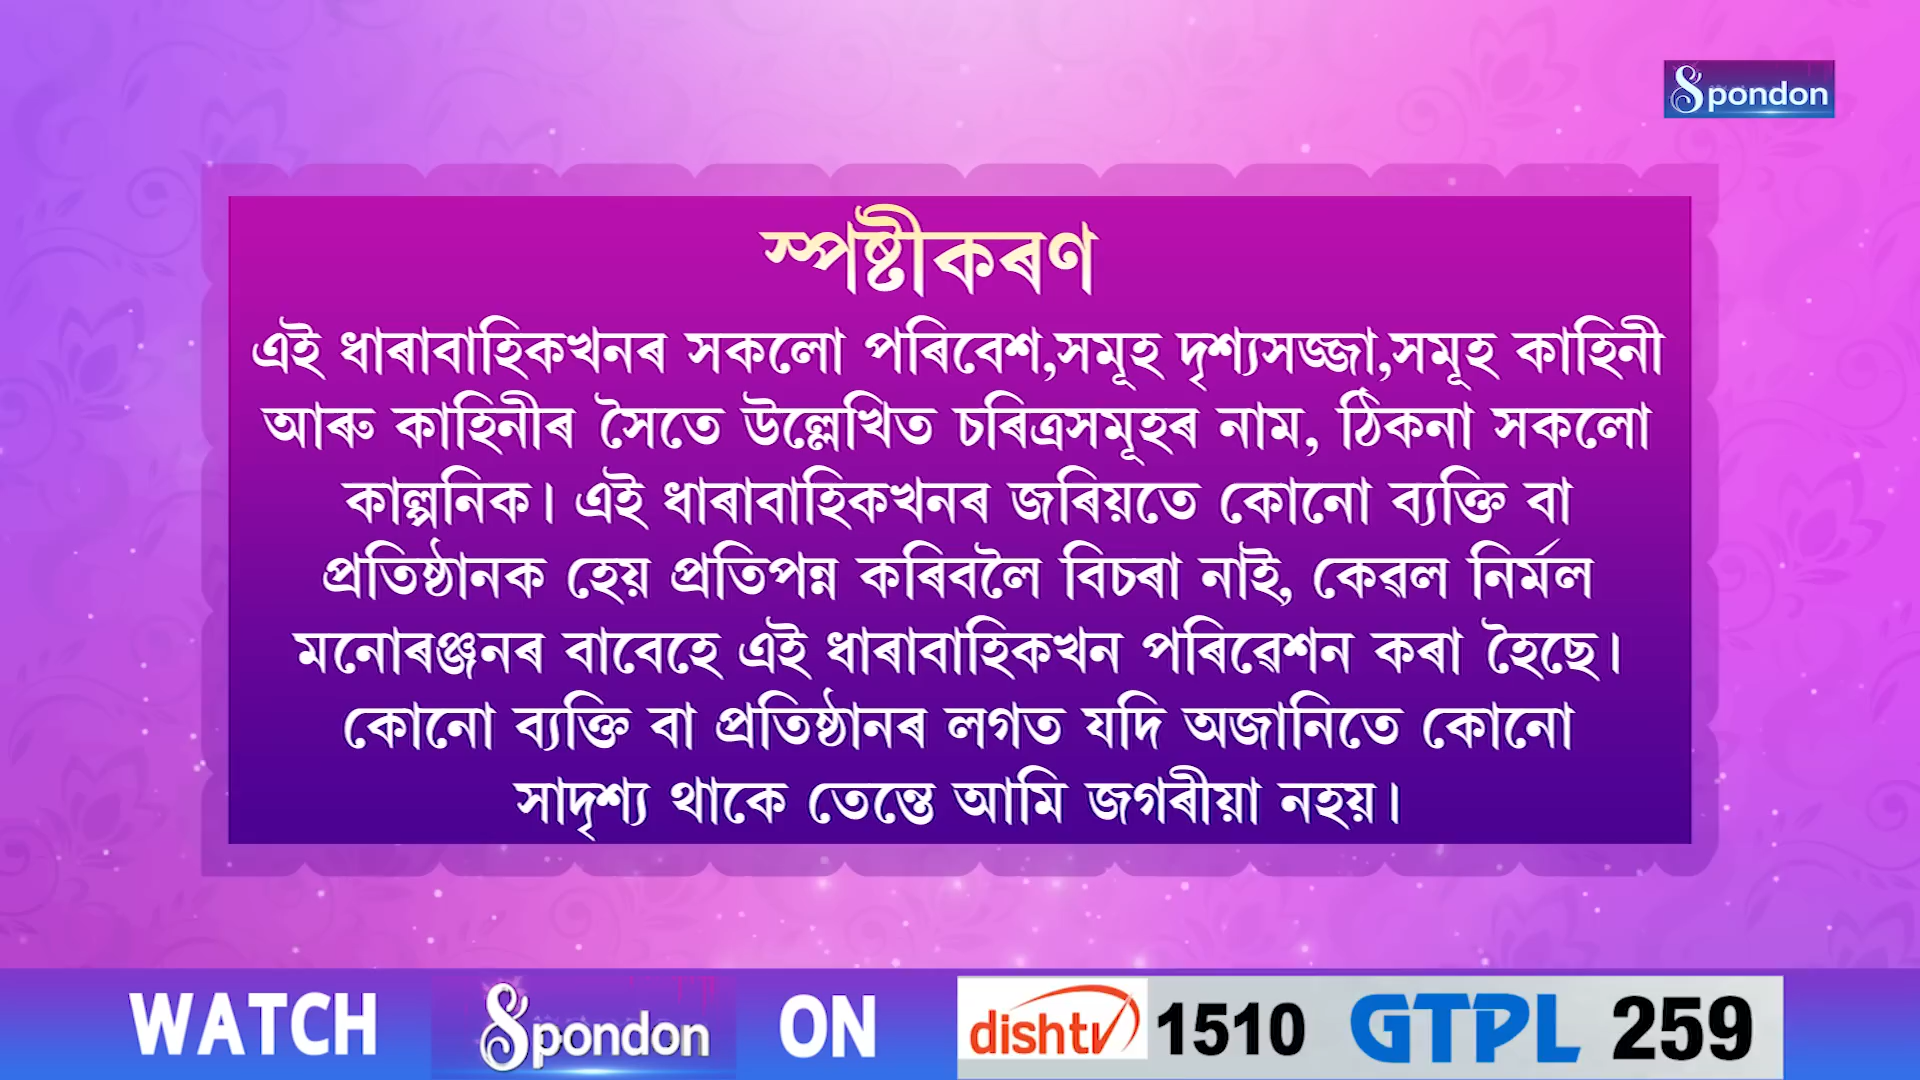 Spondon
স্পষ্টীকৰণ
এই ধাৰাবাহিকখনৰ সকলো পৰিবেশ,সমূহ দৃশ্যসজ্জা,সমূহ কাহিনী
আৰু কাহিনীৰ সৈতে উল্লেখিত চৰিত্ৰসমূহৰ নাম, ঠিকনা সকলো
কাল্পনিক। এই ধাৰাবাহিকখনৰ জৰিয়তে কোনো ব্যক্তি বা
প্ৰতিষ্ঠানক হেয় প্ৰতিপন্ন কৰিবলৈ বিচৰা নাই, কেৱল নিৰ্মল
মনোৰঞ্জনৰ বাবেহে এই ধাৰাবাহিকখন পৰিৱেশন কৰা হৈছে।
কোনো ব্যক্তি বা প্ৰতিষ্ঠানৰ লগত যদি অজানিতে কোনো
সাদৃশ্য থাকে তেন্তে আমি জগৰীয়া নহয়।
WATCH Spondon ON dishtv 1510 GTPL 259